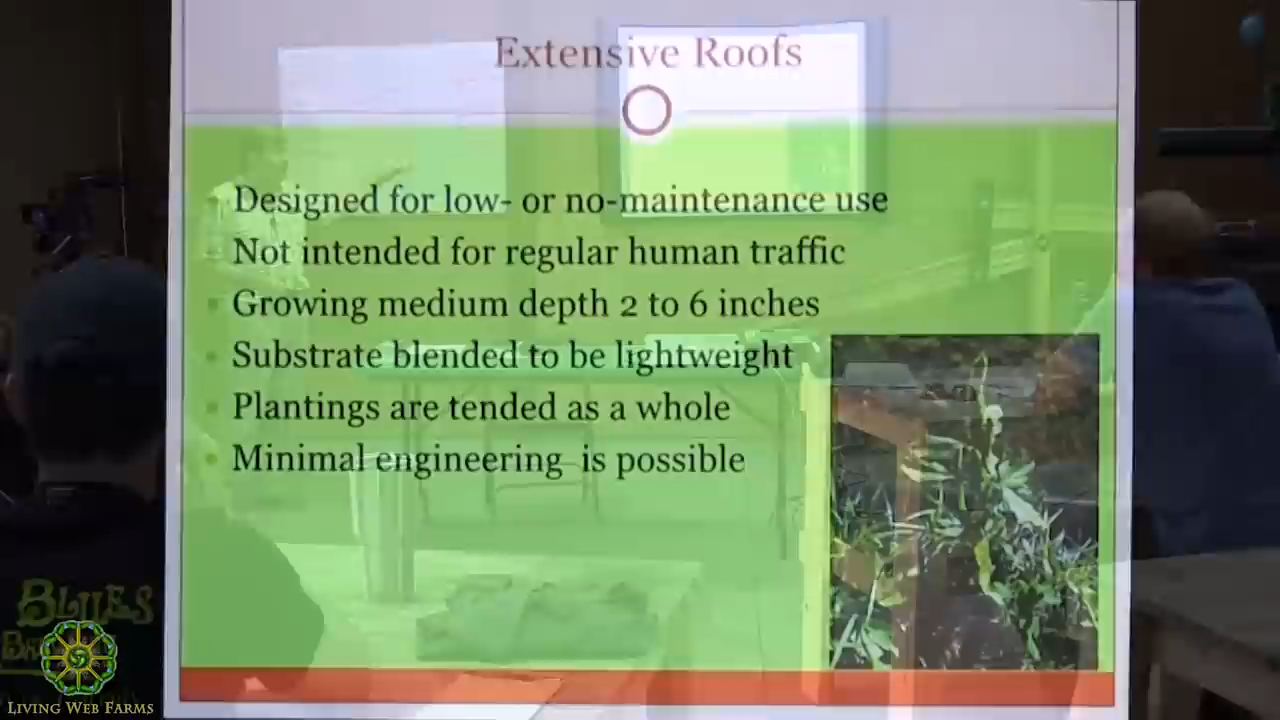 Extensive Roofs
Designed for low- or no-maintenance use
Not intended for regular human traffic
Growing medium depth 2 to 6 inches
Substrate blended to be lightweight
Plantings are tended as a whole
Minimal engineering is possible
BLUES
LIVING WEB FARMS